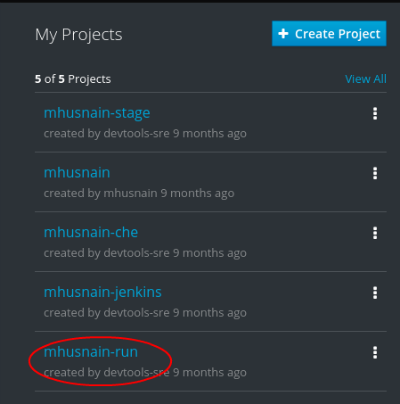 My Projects
+ Create Project
5 of 5 Projects
View All
mhusnain-stage
created by devtools-sre 9 months ago
mhusnain
created by mhusnain 9 months ago
mhusnain-che
created by devtools-sre 9 months ago
mhusnain-jenkins
created by devtools-sre 9 months ago
mhusnain-run
created by devtools-sre 9 months ago